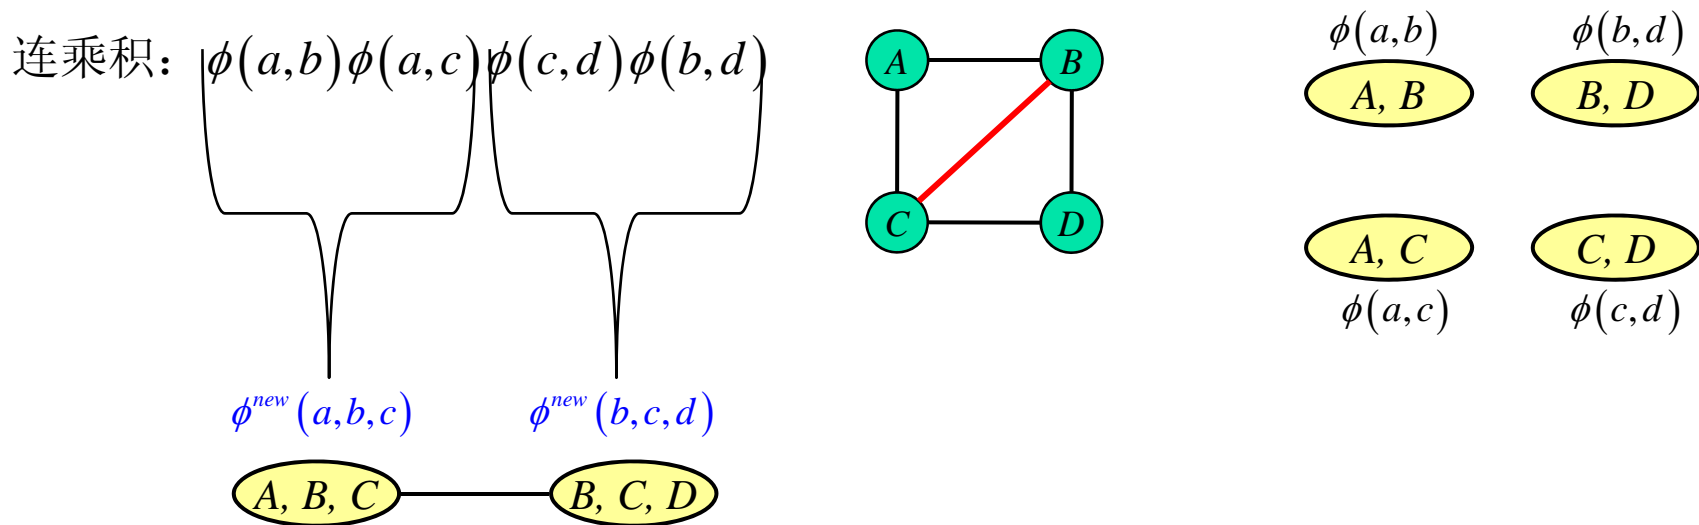 连乘积：ϕ(a,b)ϕ(a,c)ϕ(c,d)ϕ(b,d)
ϕ^new(a,b,c) ϕ^new(b,c,d)
A, B, C B, C, D
A B
C D
ϕ(a,b) ϕ(b,d)
A, B B, D
A, C C, D
ϕ(a,c) ϕ(c,d)